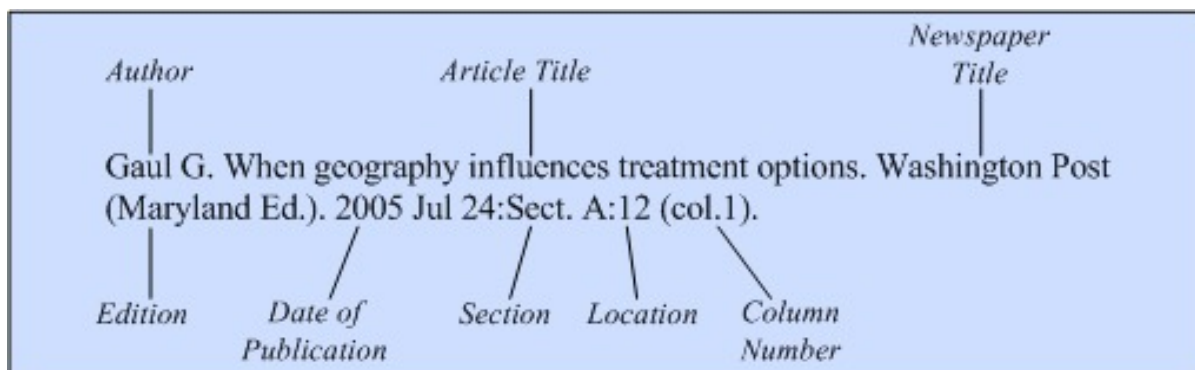 Newspaper
Author Article Title Title
Gaul G. When geography influences treatment options. Washington Post
(Maryland Ed.). 2005 Jul 24:Sect. A:12 (col.1).
Edition Date of Section Location Column
Publication Number